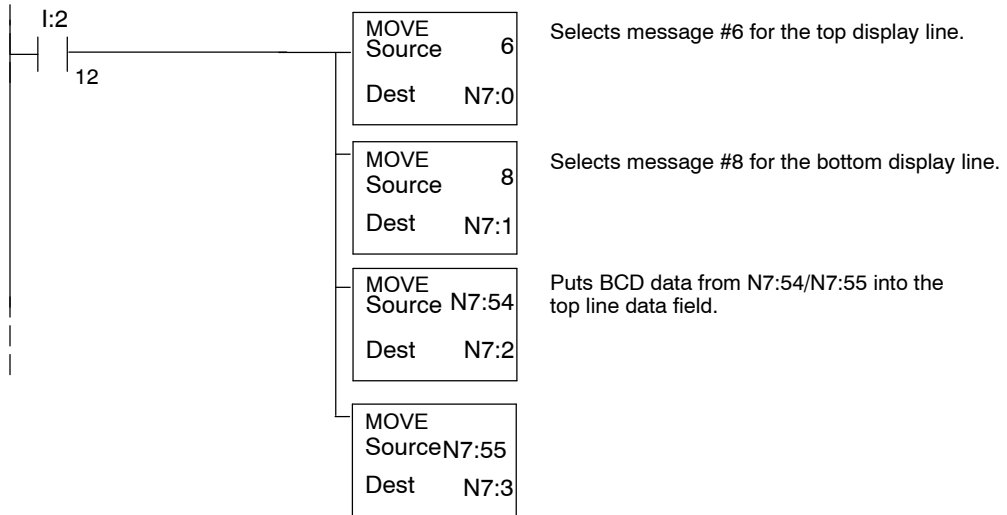 I:2
12
MOVE
Source 6
Dest N7:0
Selects message #6 for the top display line.
MOVE
Source 8
Dest N7:1
Selects message #8 for the bottom display line.
MOVE
Source N7:54
Dest N7:2
Puts BCD data from N7:54/N7:55 into the
top line data field.
MOVE
Source N7:55
Dest N7:3